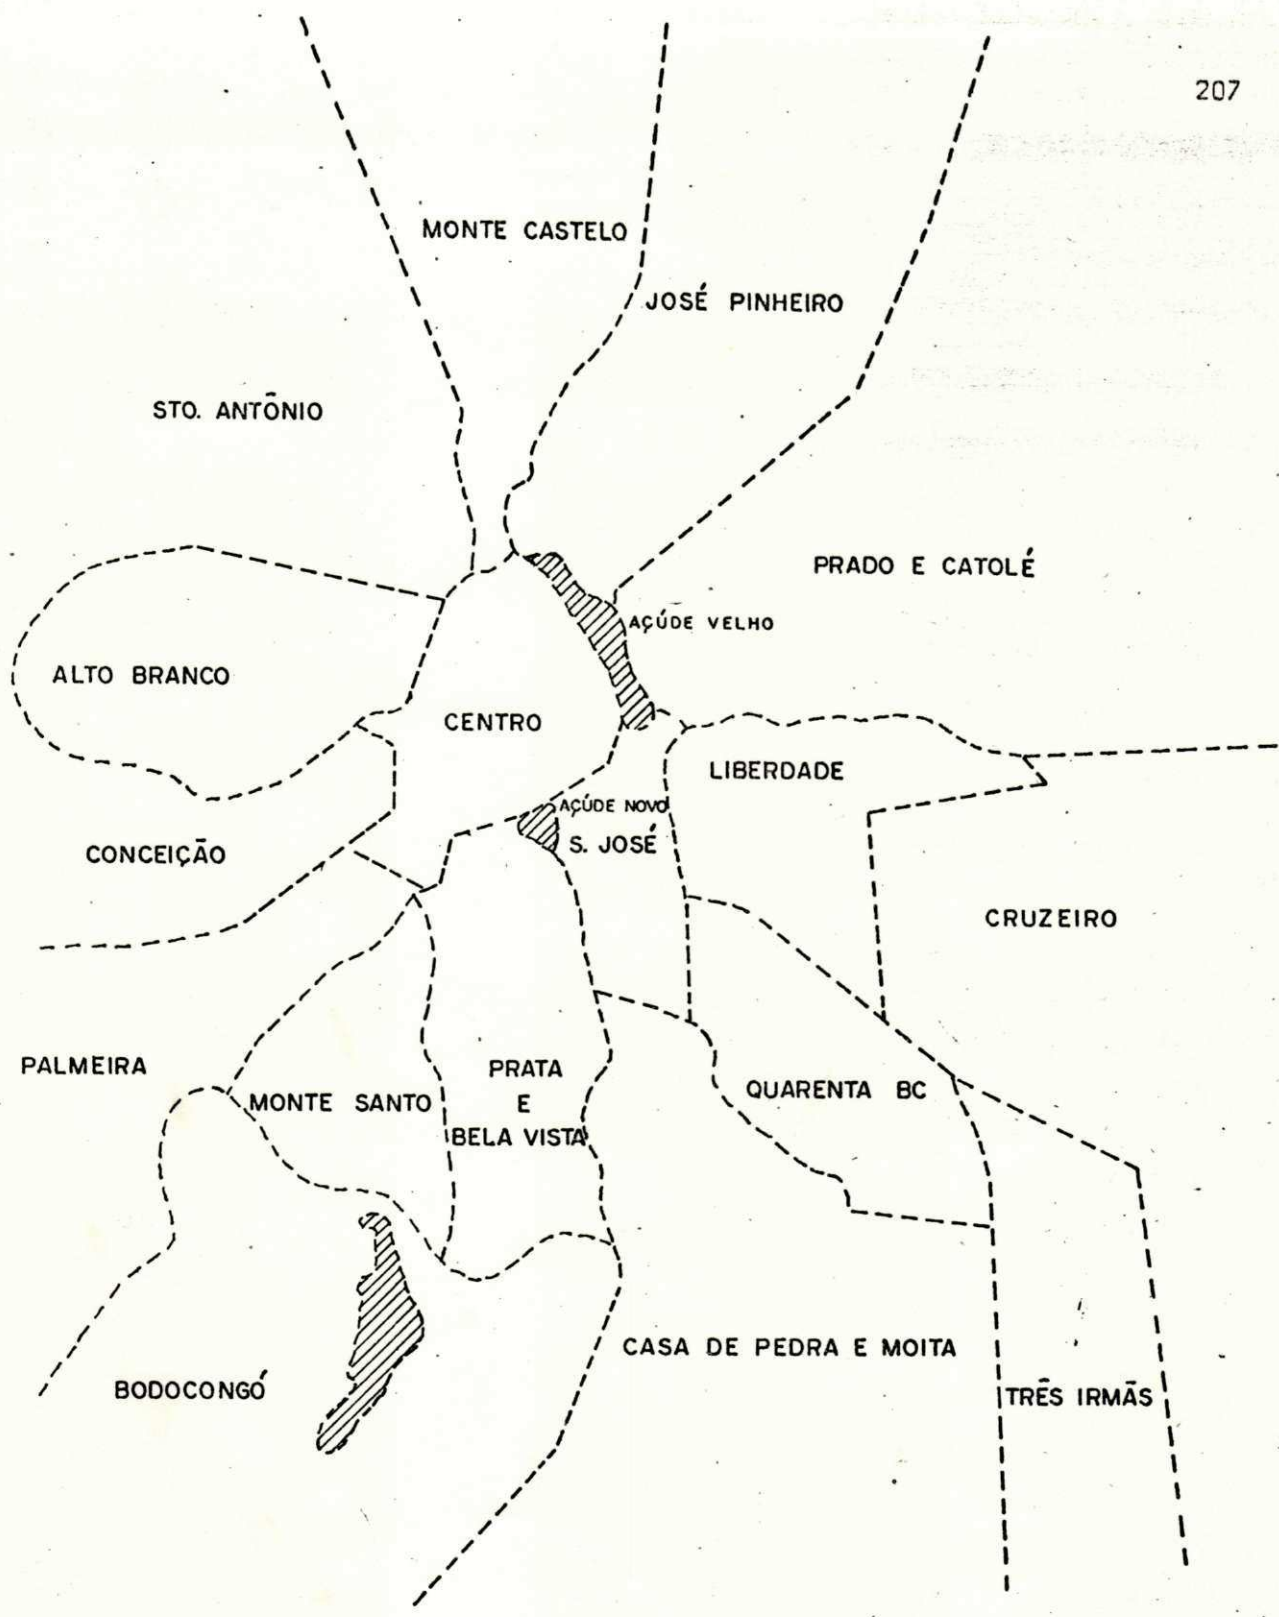 207
MONTE CASTELO
JOSÉ PINHEIRO
STO. ANTÔNIO
PRADO E CATOLÉ
AÇÚDE VELHO
ALTO BRANCO
CENTRO
LIBERDADE
AÇÚDE NOVO
S. JOSÉ
CONCEIÇÃO
CRUZEIRO
PALMEIRA
PRATA
E
BELA VISTA
MONTE SANTO
QUARENTA BC
CASA DE PEDRA E MOITA
BODOCONGÓ
TRÊS IRMÃS